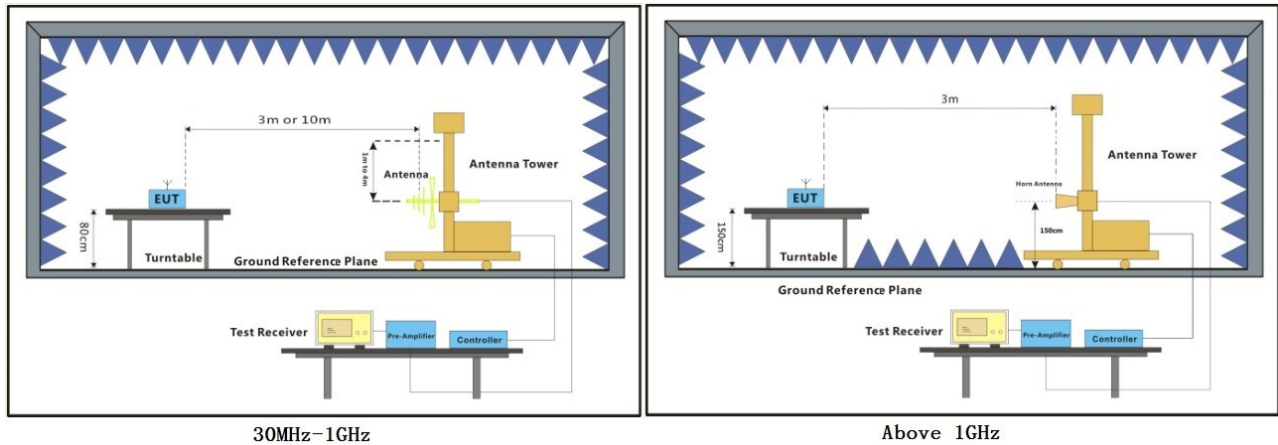 3m or 10m
1m to 4m
Antenna
Antenna Tower
EUT
80cm
Turntable
Ground Reference Plane
Test Receiver
Pre-Amplifier
Controller
30MHz-1GHz
3m
Antenna Tower
Horn Antenna
EUT
150cm
150cm
Turntable
Ground Reference Plane
Test Receiver
Pre-Amplifier
Controller
Above 1GHz